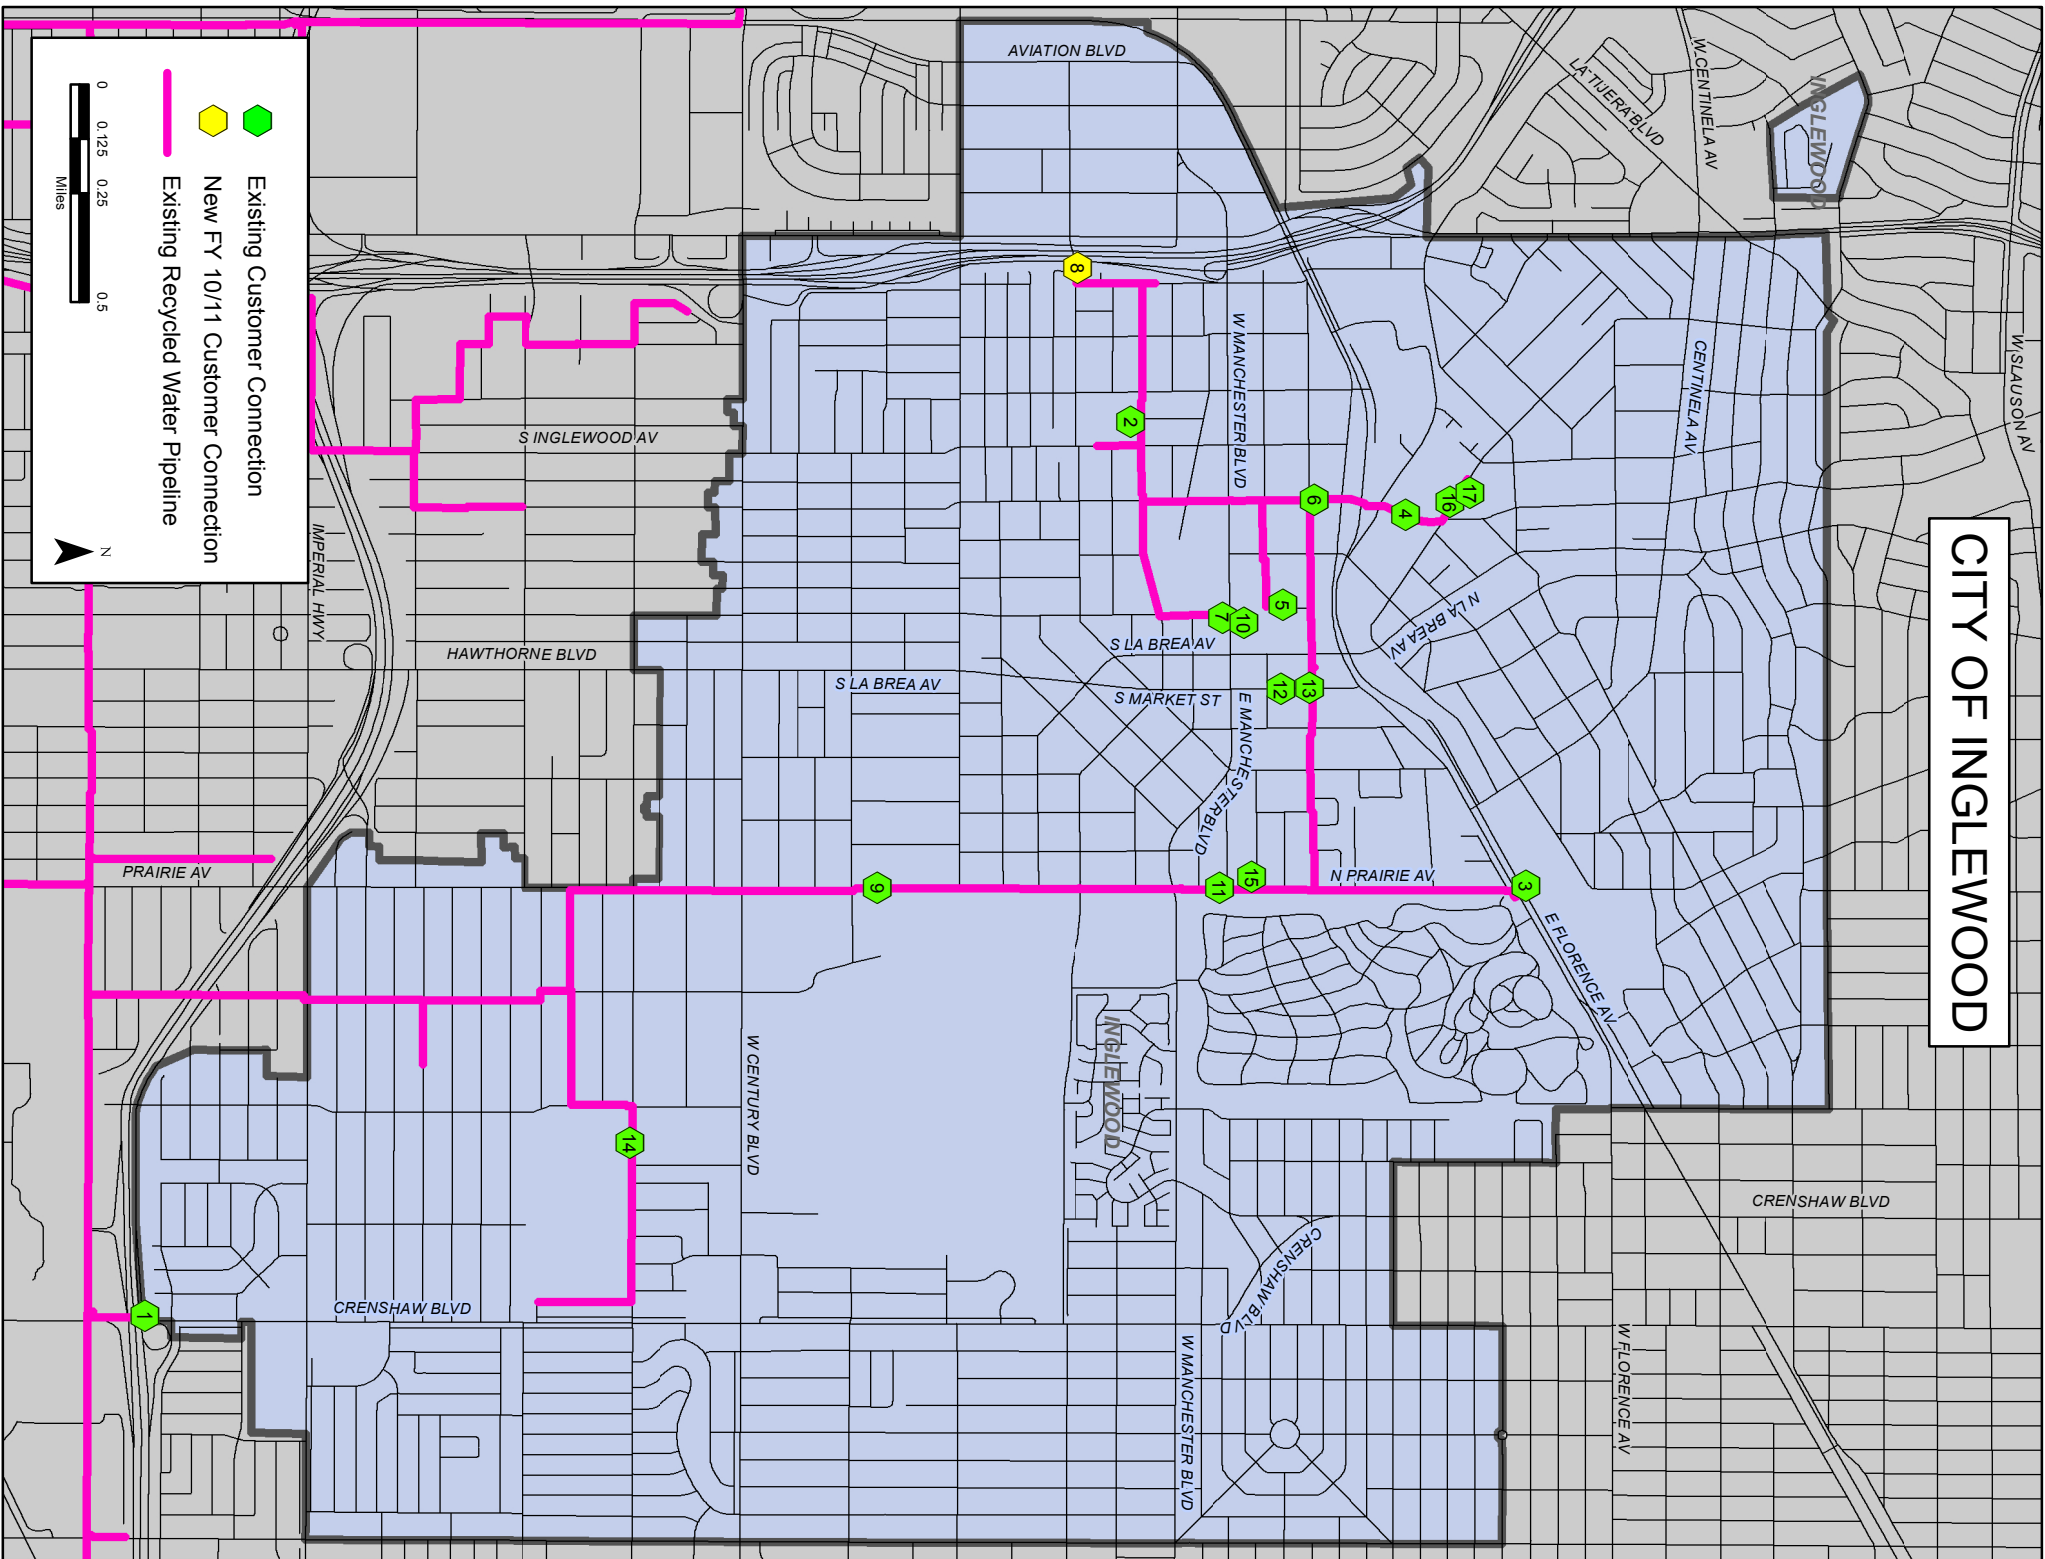 CITY OF INGLEWOOD
W SLAUSON AV
INGLEWOOD
W CENTINELA AV
LA TIJERA BLVD
CENTINELA AV
CRENSHAW BLVD
W FLORENCE AV
E FLORENCE AV
N LA BREA AV
N PRAIRIE AV
17
16
4
3
6
13
12
5
10
7
15
11
W MANCHESTER BLVD
E MANCHESTER BLVD
W MANCHESTER BLVD
CRENSHAW BLVD
S LA BREA AV
S MARKET ST
INGLEWOOD
AVIATION BLVD
8
2
9
S LA BREA AV
W CENTURY BLVD
14
S INGLEWOOD AV
HAWTHORNE BLVD
CRENSHAW BLVD
IMPERIAL HWY
PRAIRIE AV
1
Existing Customer Connection
New FY 10/11 Customer Connection
Existing Recycled Water Pipeline
0 0.125 0.25 0.5
Miles
N